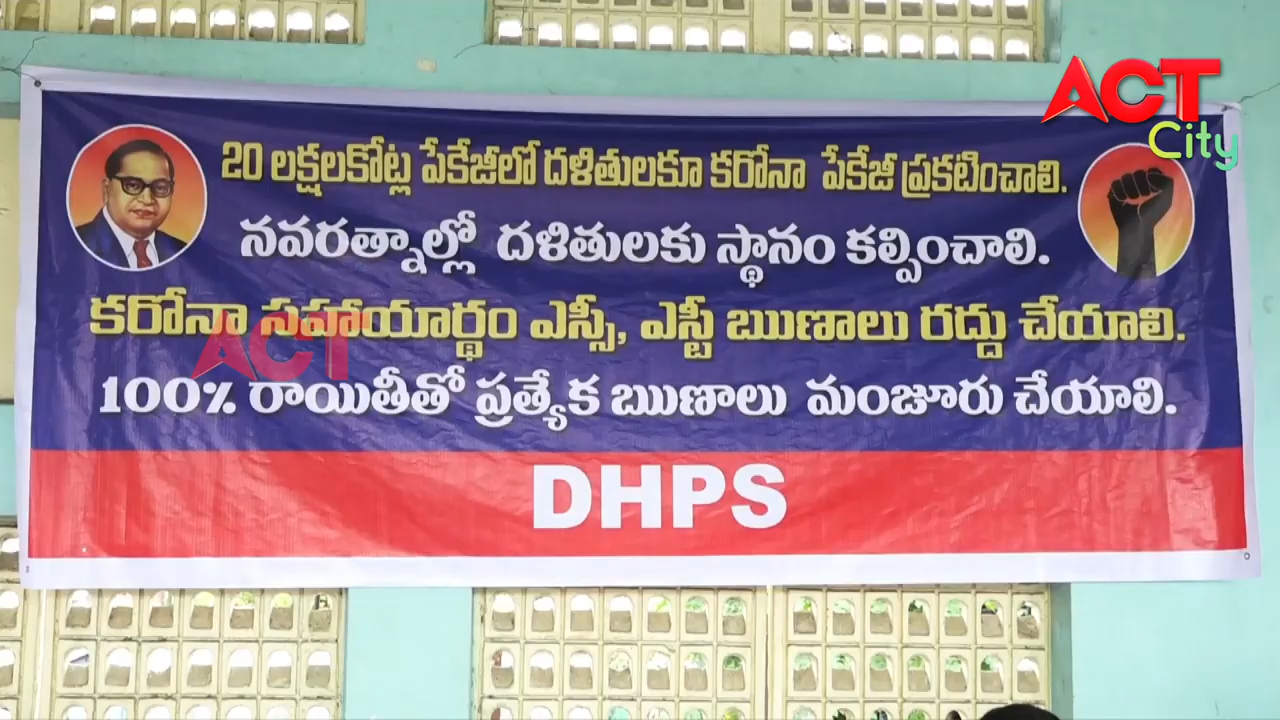 ACT
City
20 లక్షలకోట్ల పేకేజీలో దళితులకూ కరోనా పేకేజీ ప్రకటించాలి.
నవరత్నాల్లో దళితులకు స్థానం కల్పించాలి.
కరోనా సహాయార్థం ఎస్సీ, ఎస్టీ ఋణాలు రద్దు చేయాలి.
ACT
100% రాయితీతో ప్రత్యేక ఋణాలు మంజూరు చేయాలి.
DHPS